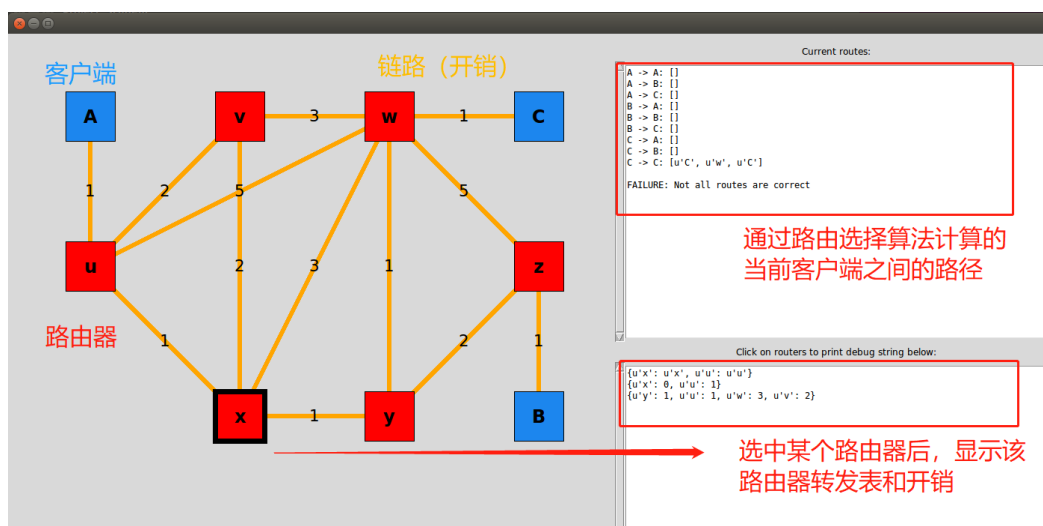 Current routes:
客户端
链路（开销）
A -> A: []
A -> B: []
A -> C: []
B -> A: []
B -> B: []
B -> C: []
C -> A: []
C -> B: []
C -> C: [u'C', u'w', u'C']
FAILURE: Not all routes are correct
A
v
3
w
1
C
1
2
5
5
2
3
1
通过路由选择算法计算的
当前客户端之间的路径
u
z
路由器
1
2
1
Click on routers to print debug string below:
{u'x': u'x', u'u': u'u'}
{u'x': 0, u'u': 1}
{u'y': 1, u'u': 1, u'w': 3, u'v': 2}
x
1
y
B
选中某个路由器后，显示该
路由器转发表和开销